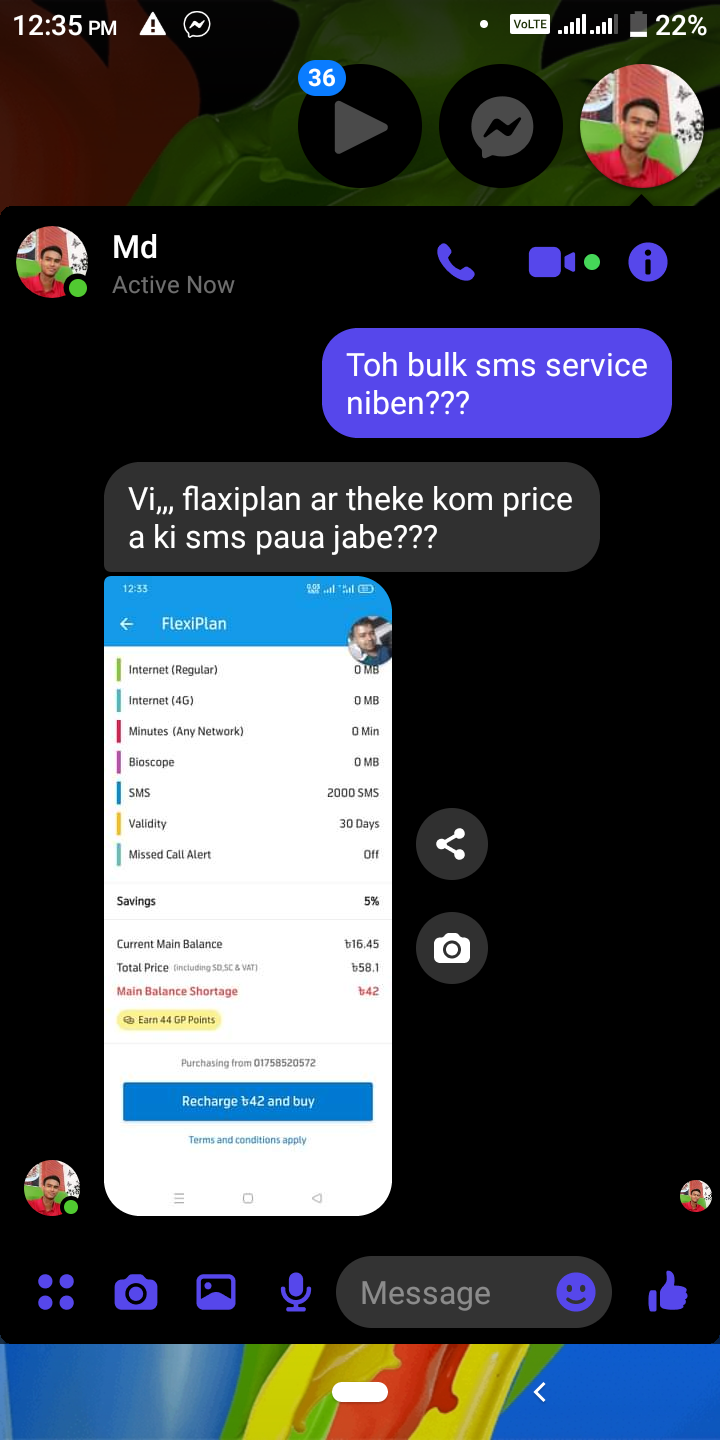 12:35 PM
VoLTE
22%
36
Md
Active Now
Toh bulk sms service
niben???
Vi,,, flaxiplan ar theke kom price
a ki sms paua jabe???
12:33
FlexiPlan
Internet (Regular) 0 MB
Internet (4G) 0 MB
Minutes (Any Network) 0 Min
Bioscope 0 MB
SMS 2000 SMS
Validity 30 Days
Missed Call Alert Off
Savings 5%
Current Main Balance ৳16.45
Total Price (including SD,SC & VAT) ৳58.1
Main Balance Shortage ৳42
Earn 44 GP Points
Purchasing from 01758520572
Recharge ৳42 and buy
Terms and conditions apply
Message